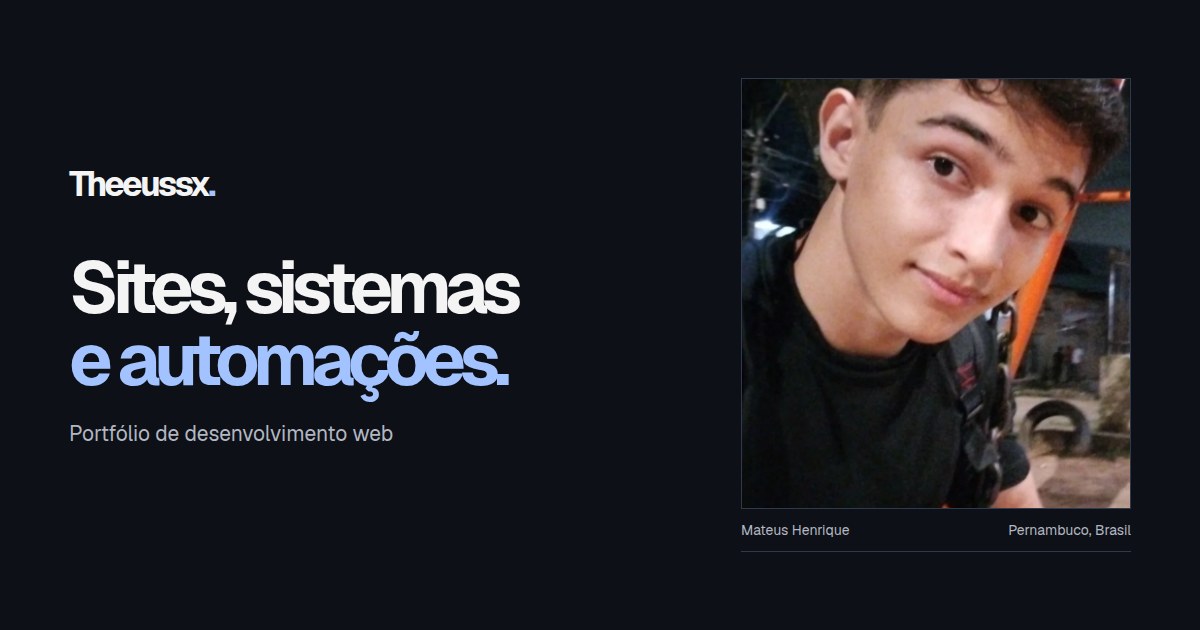 Theeussx.
Sites, sistemas
e automações.
Portfólio de desenvolvimento web
Mateus Henrique
Pernambuco, Brasil